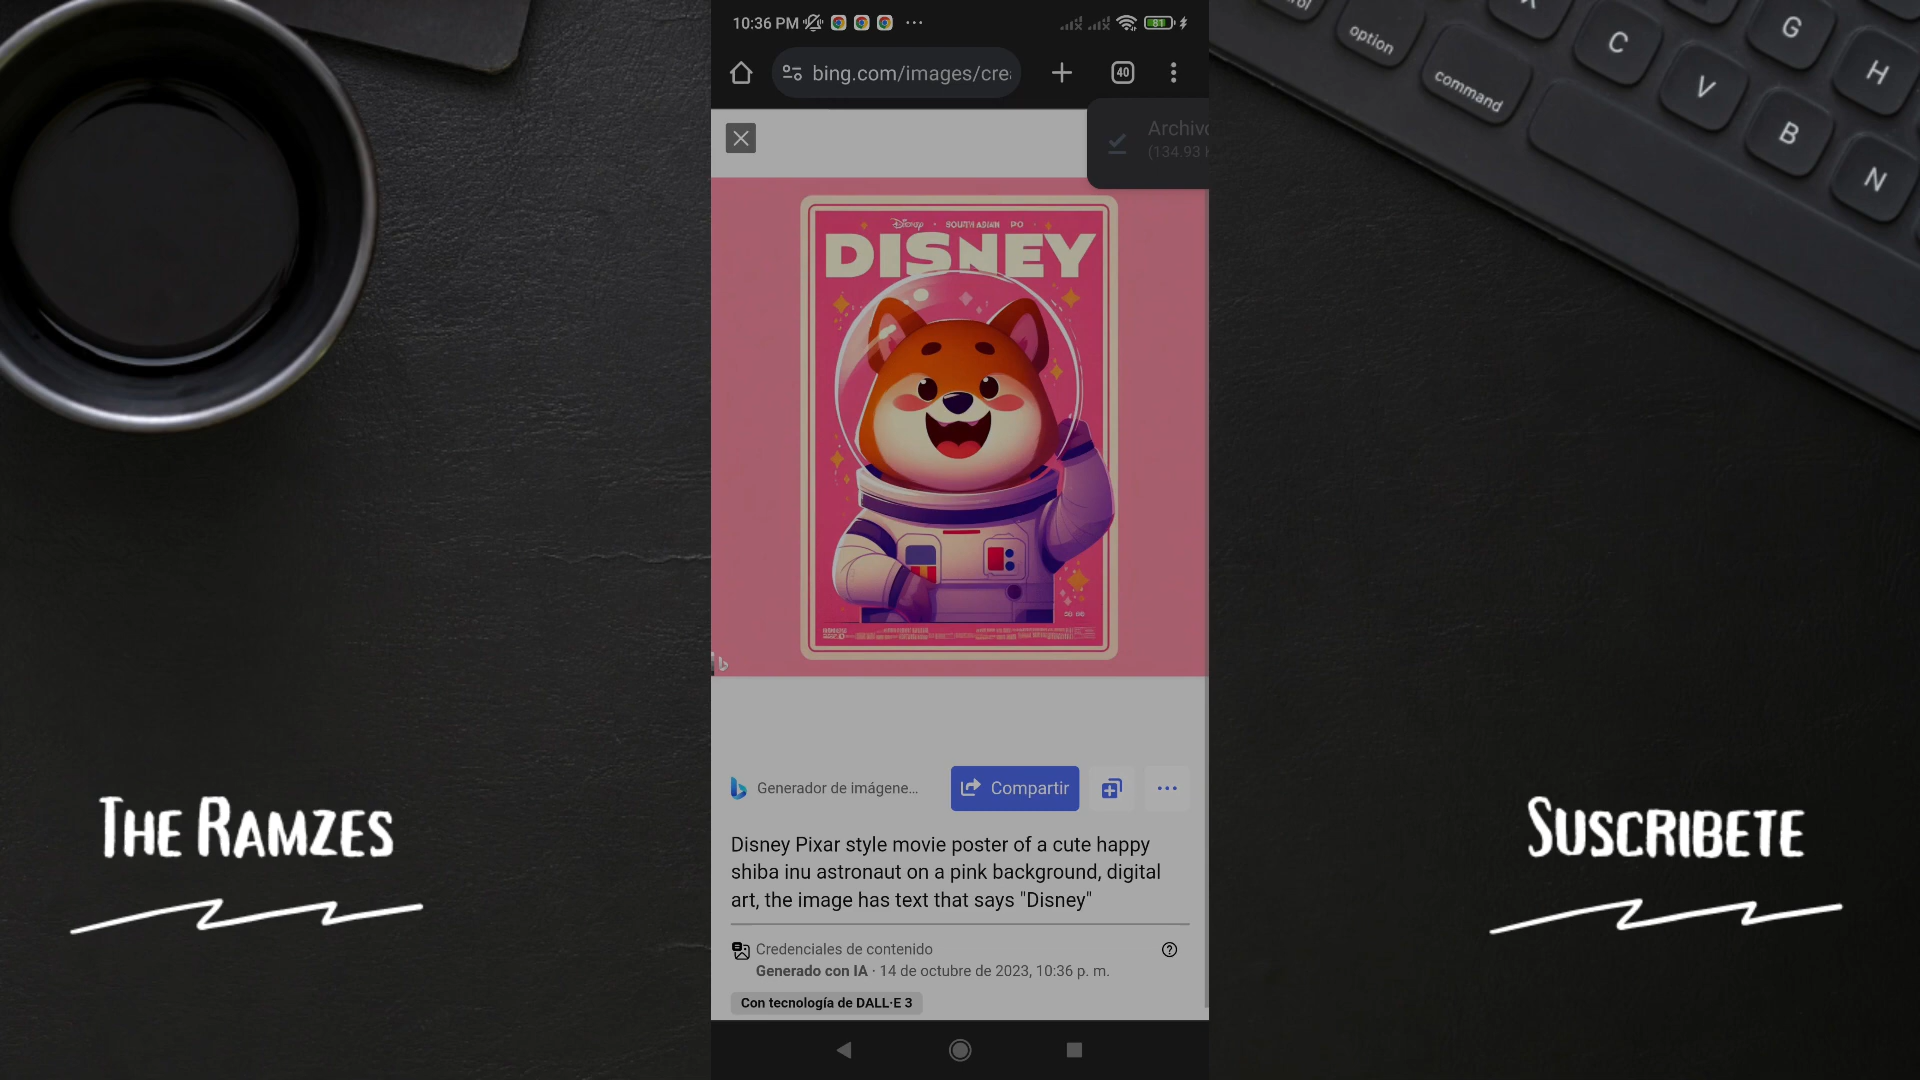 10:36 PM
81
bing.com/images/cre
40
Archivo
(134.93 K
Disney · SOUTH ASIAN PO
DISNEY
Generador de imágene...
Compartir
Disney Pixar style movie poster of a cute happy
shiba inu astronaut on a pink background, digital
art, the image has text that says "Disney"
Credenciales de contenido
Generado con IA · 14 de octubre de 2023, 10:36 p. m.
Con tecnología de DALL·E 3
THE RAMZES
SUSCRIBETE
option
command
C
V
B
G
H
N